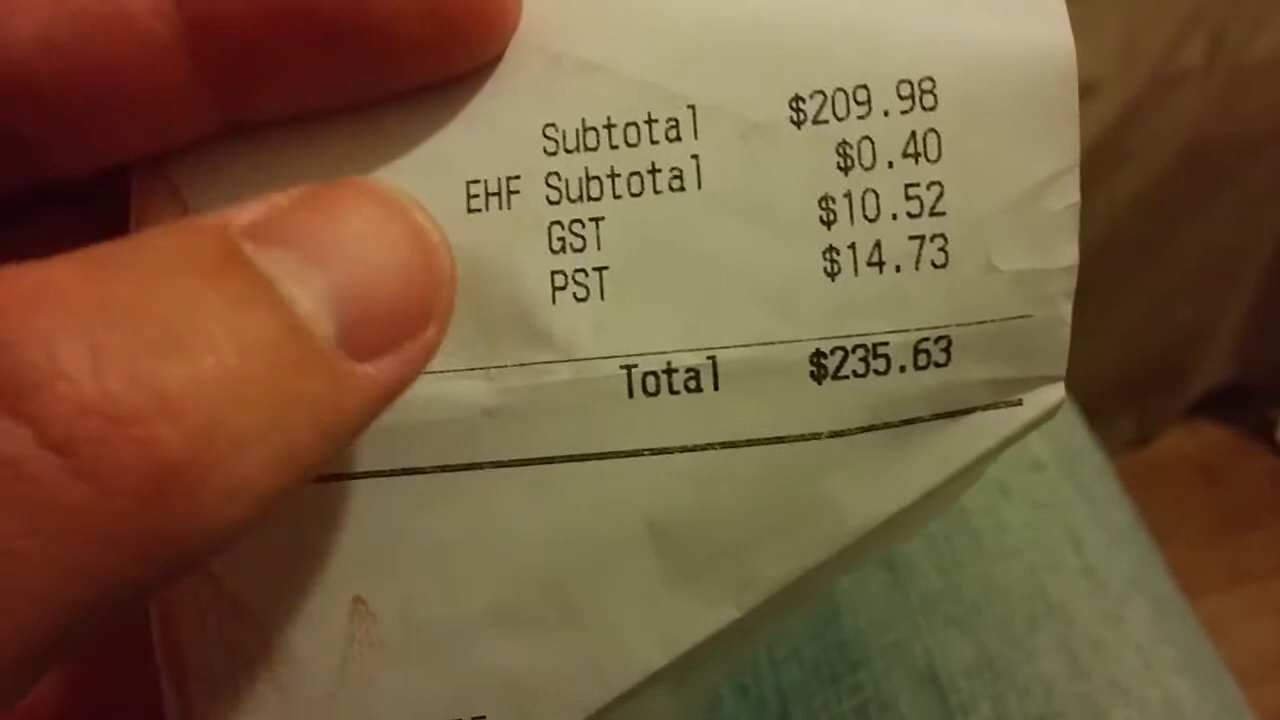 Subtotal $209.98
EHF Subtotal $0.40
GST $10.52
PST $14.73
Total $235.63